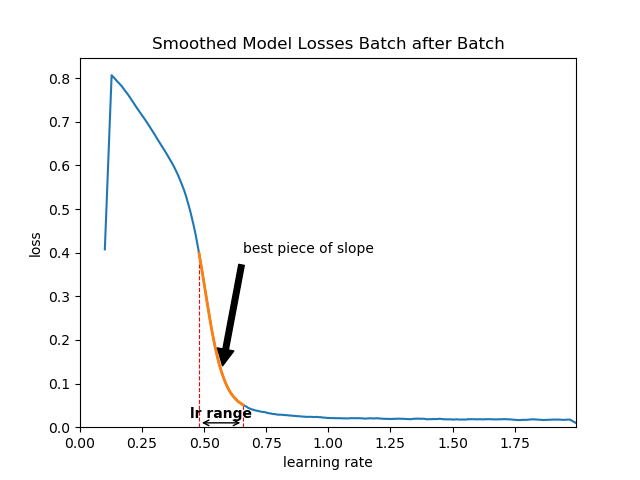 Smoothed Model Losses Batch after Batch
0.8
0.7
0.6
0.5
0.4
0.3
0.2
0.1
0.0
loss
best piece of slope
lr range
0.00 0.25 0.50 0.75 1.00 1.25 1.50 1.75
learning rate